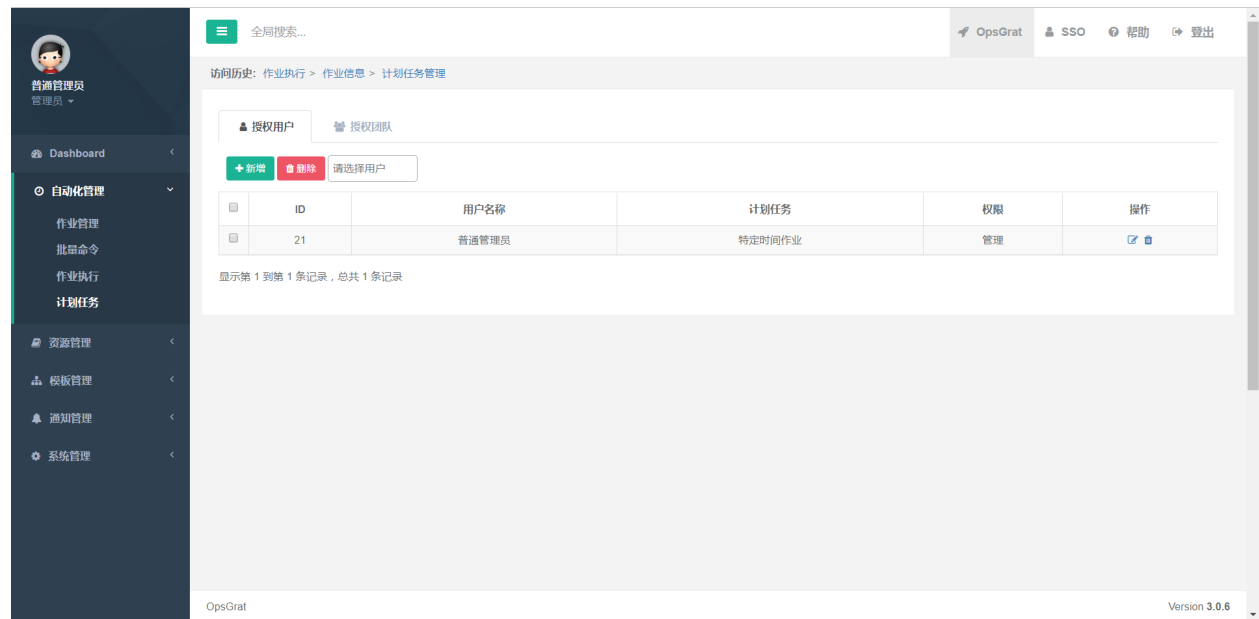 全局搜索...
OpsGrat SSO 帮助 登出
普通管理员
管理员
访问历史: 作业执行 > 作业信息 > 计划任务管理
授权用户 授权团队
Dashboard
新增 删除 请选择用户
自动化管理
作业管理
批量命令
作业执行
计划任务
ID 用户名称 计划任务 权限 操作
21 普通管理员 特定时间作业 管理
显示第 1 到第 1 条记录，总共 1 条记录
资源管理
模板管理
通知管理
系统管理
OpsGrat Version 3.0.6